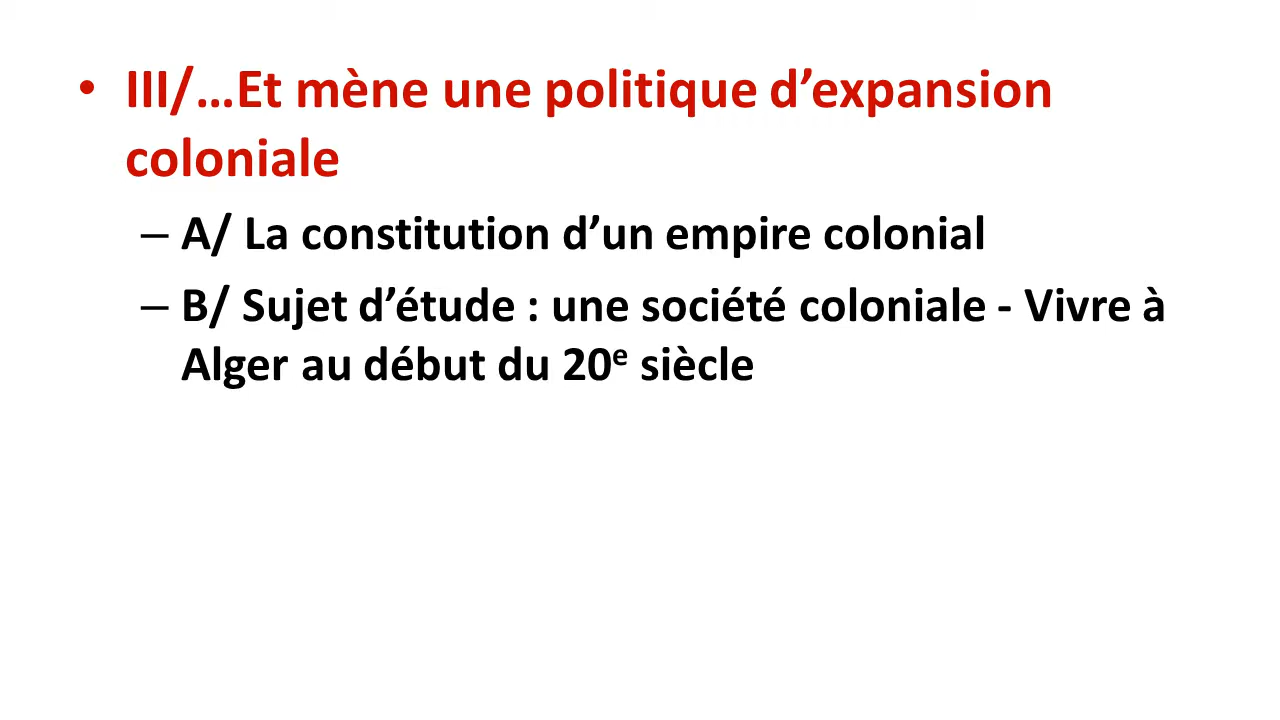 • III/…Et mène une politique d’expansion
coloniale
– A/ La constitution d’un empire colonial
– B/ Sujet d’étude : une société coloniale - Vivre à
Alger au début du 20e siècle